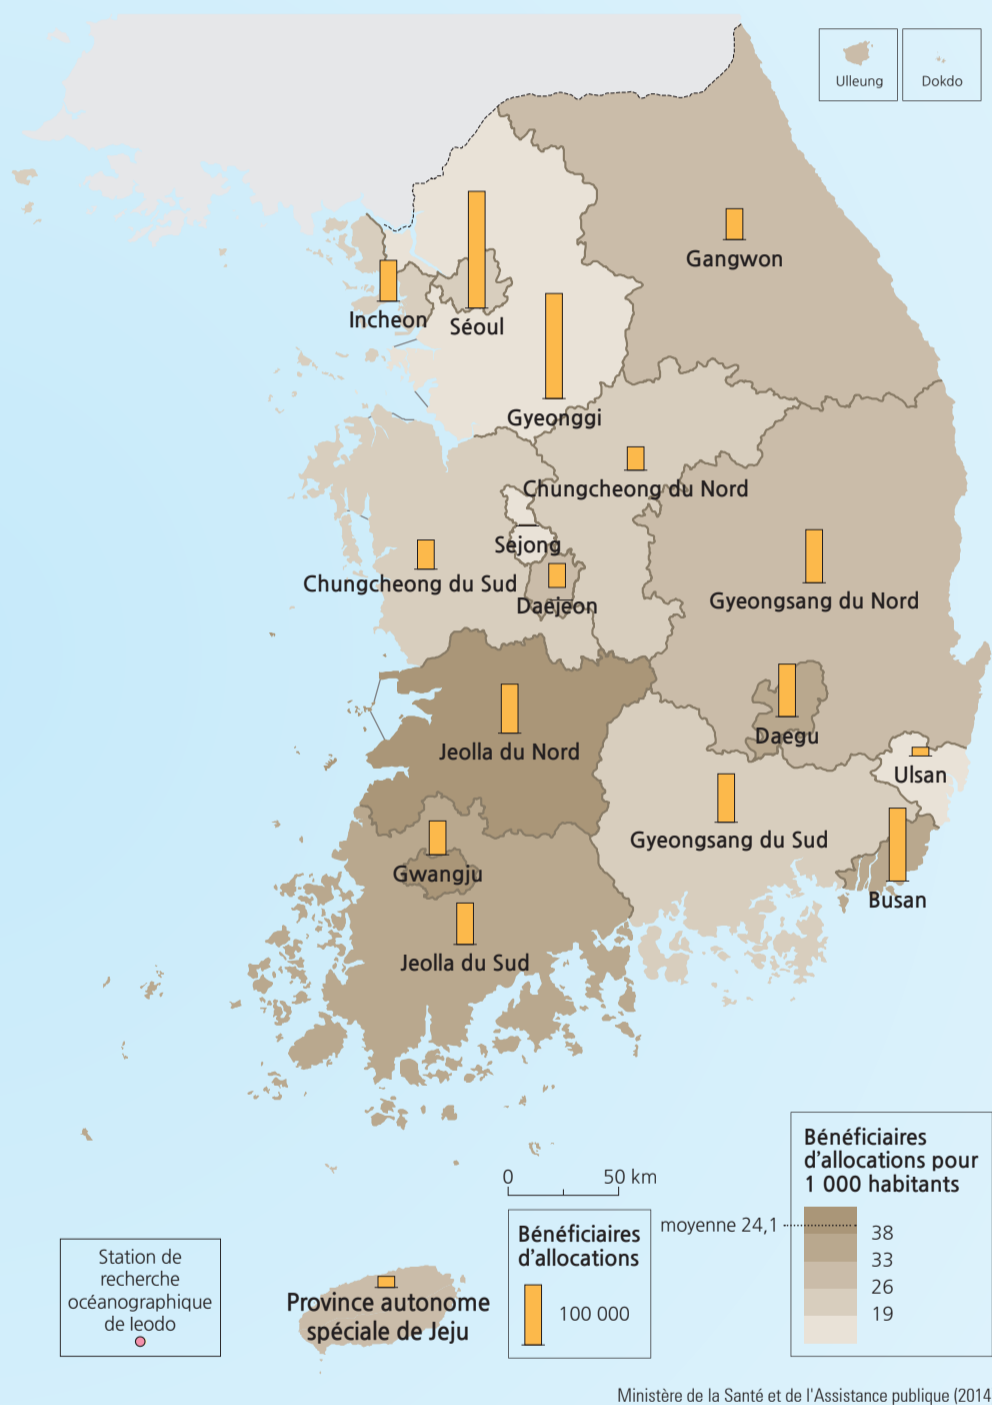 Ulleung
Dokdo
Gangwon
Incheon
Séoul
Gyeonggi
Chungcheong du Nord
Sejong
Chungcheong du Sud
Daejeon
Gyeongsang du Nord
Daegu
Jeolla du Nord
Ulsan
Gyeongsang du Sud
Gwangju
Busan
Jeolla du Sud
Bénéficiaires
d'allocations pour
1 000 habitants
moyenne 24,1
38
33
26
19
0 50 km
Bénéficiaires
d'allocations
100 000
Station de
recherche
océanographique
de Ieodo
Province autonome
spéciale de Jeju
Ministère de la Santé et de l'Assistance publique (2014